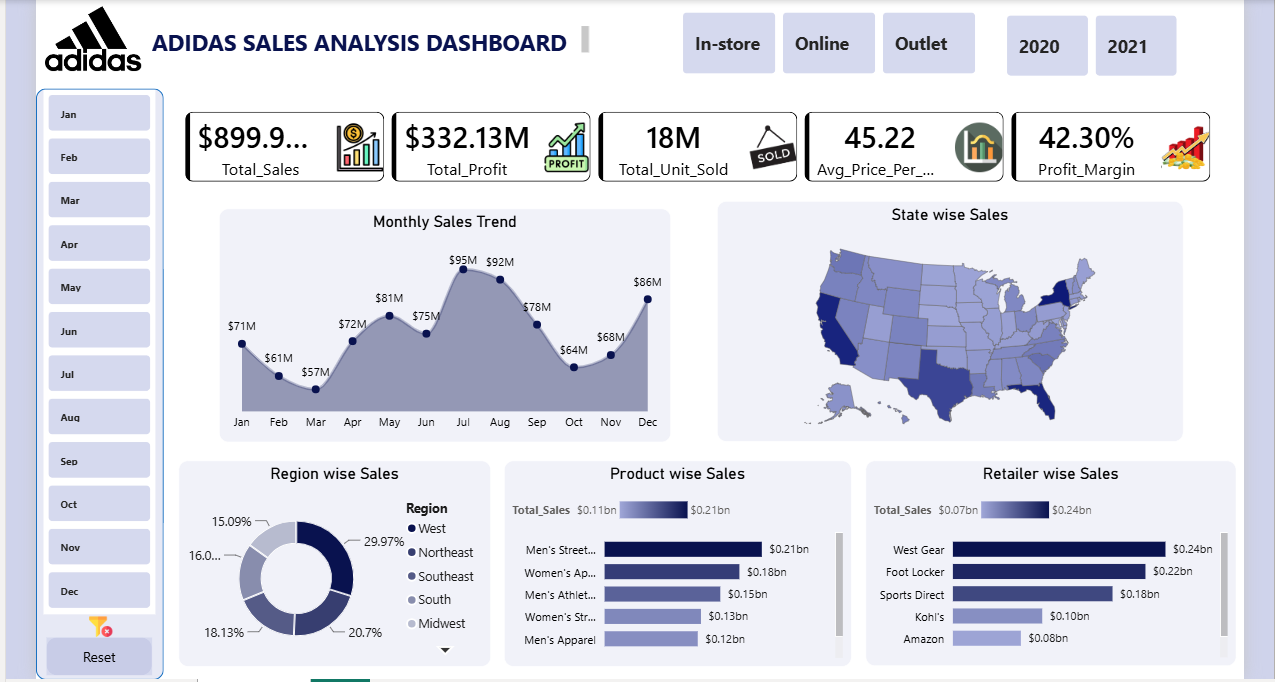 adidas
ADIDAS SALES ANALYSIS DASHBOARD
In-store
Online
Outlet
2020
2021
Jan
Feb
Mar
Apr
May
Jun
Jul
Aug
Sep
Oct
Nov
Dec
Reset
$899.9...
Total_Sales
$332.13M
Total_Profit
PROFIT
18M
Total_Unit_Sold
SOLD
45.22
Avg_Price_Per_...
42.30%
Profit_Margin
Monthly Sales Trend
$71M
$61M
$57M
$72M
$81M
$75M
$95M
$92M
$78M
$64M
$68M
$86M
Jan Feb Mar Apr May Jun Jul Aug Sep Oct Nov Dec
State wise Sales
Region wise Sales
15.09%
29.97%
16.0...
18.13%
20.7%
Region
West
Northeast
Southeast
South
Midwest
Product wise Sales
Total_Sales $0.11bn $0.21bn
Men's Street... $0.21bn
Women's Ap... $0.18bn
Men's Athlet... $0.15bn
Women's Str... $0.13bn
Men's Apparel $0.12bn
Retailer wise Sales
Total_Sales $0.07bn $0.24bn
West Gear $0.24bn
Foot Locker $0.22bn
Sports Direct $0.18bn
Kohl's $0.10bn
Amazon $0.08bn